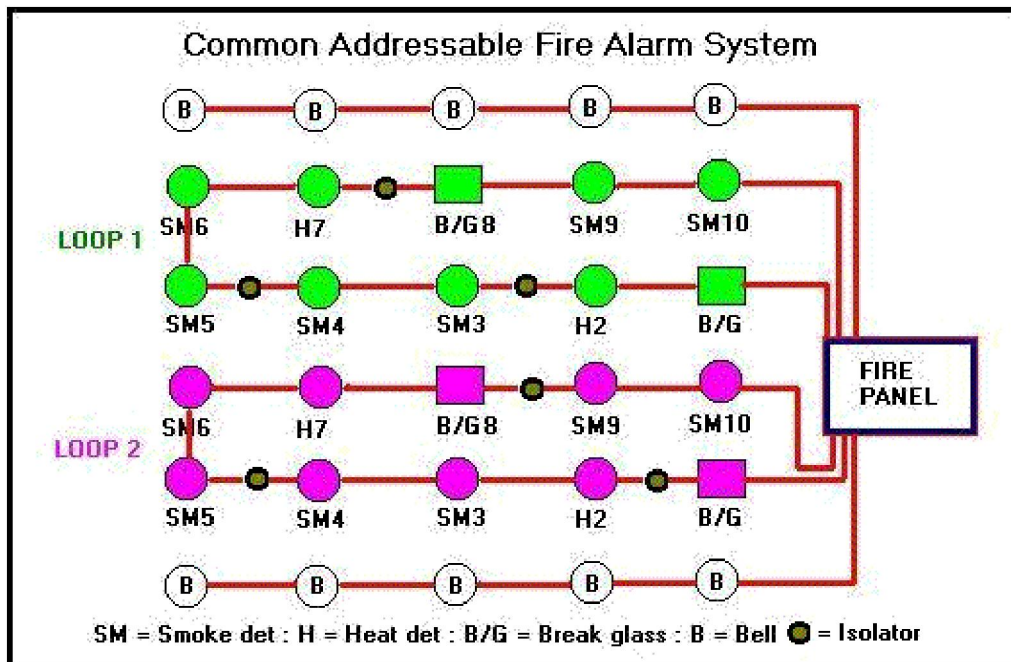 Common Addressable Fire Alarm System
B B B B B
SM6 H7 B/G8 SM9 SM10
LOOP 1
SM5 SM4 SM3 H2 B/G
FIRE
PANEL
SM6 H7 B/G8 SM9 SM10
LOOP 2
SM5 SM4 SM3 H2 B/G
B B B B B
SM = Smoke det : H = Heat det : B/G = Break glass : B = Bell = Isolator